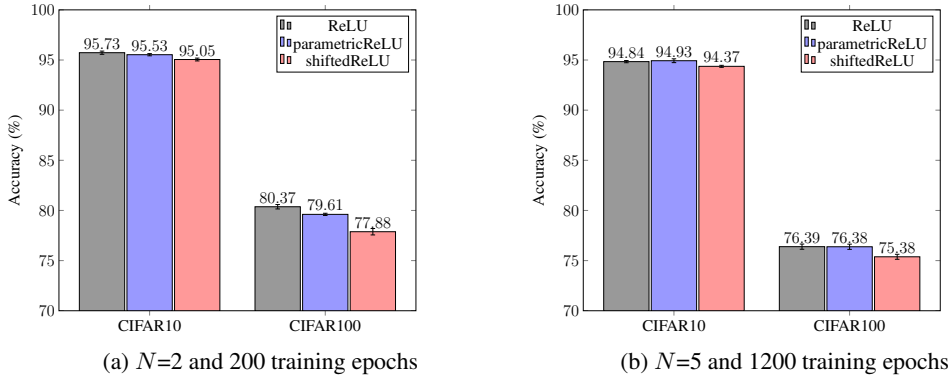 95.73
95.53
95.05
80.37
79.61
77.88
ReLU
parametricReLU
shiftedReLU
100
95
90
85
80
75
70
Accuracy (%)
CIFAR10 CIFAR100
(a) N=2 and 200 training epochs
94.84
94.93
94.37
76.39
76.38
75.38
ReLU
parametricReLU
shiftedReLU
100
95
90
85
80
75
70
Accuracy (%)
CIFAR10 CIFAR100
(b) N=5 and 1200 training epochs